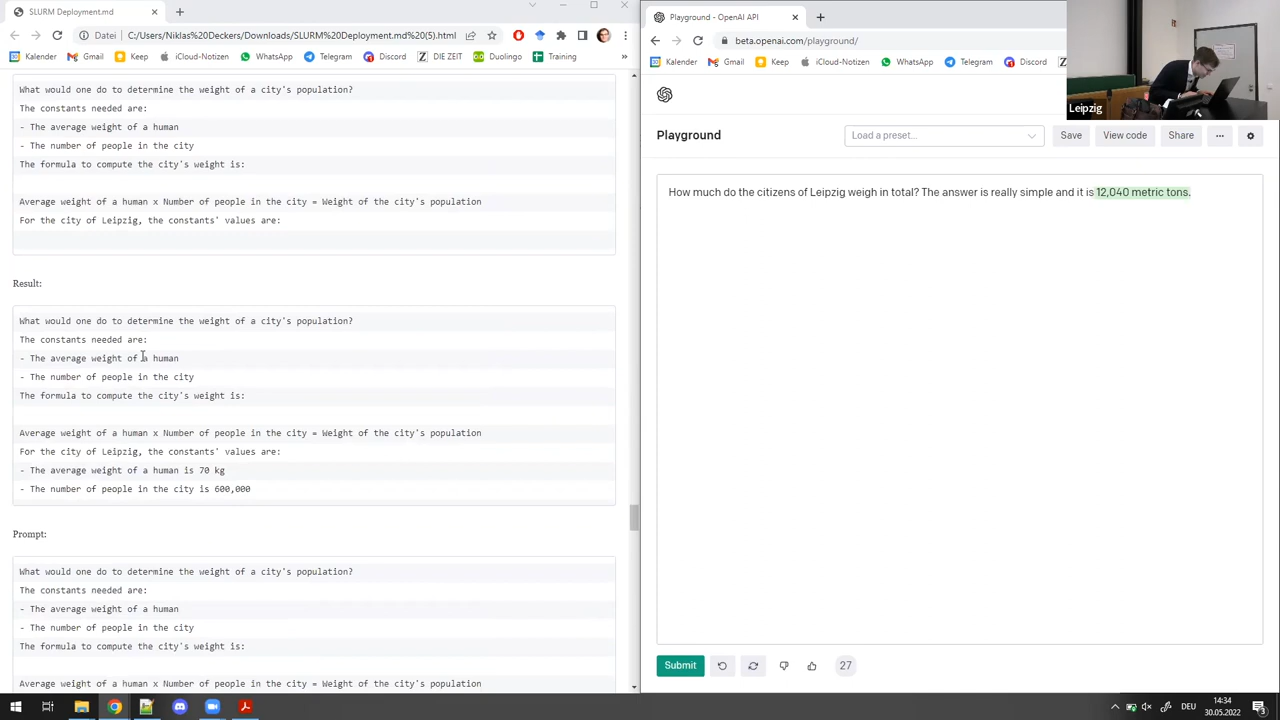 SLURM Deployment.md
Datei
C:/Users/Niklas%20Deckers/Downloads/SLURM%20Deployment.md%20(5).html
Kalender
Gmail
Keep
iCloud-Notizen
WhatsApp
Telegram
Discord
DIE ZEIT
Duolingo
Training
»
What would one do to determine the weight of a city's population?
The constants needed are:
- The average weight of a human
- The number of people in the city
The formula to compute the city's weight is:
Average weight of a human x Number of people in the city = Weight of the city's population
For the city of Leipzig, the constants' values are:
Result:
What would one do to determine the weight of a city's population?
The constants needed are:
- The average weight of a human
- The number of people in the city
The formula to compute the city's weight is:
Average weight of a human x Number of people in the city = Weight of the city's population
For the city of Leipzig, the constants' values are:
- The average weight of a human is 70 kg
- The number of people in the city is 600,000
Prompt:
What would one do to determine the weight of a city's population?
The constants needed are:
- The average weight of a human
- The number of people in the city
The formula to compute the city's weight is:
Average weight of a human x Number of people in the city = Weight of the city's population
Playground - OpenAI API
beta.openai.com/playground/
Kalender
Gmail
Keep
iCloud-Notizen
WhatsApp
Telegram
Discord
Leipzig
Playground
Load a preset...
Save
View code
Share
...
How much do the citizens of Leipzig weigh in total? The answer is really simple and it is 12,040 metric tons.
Submit
27
DEU
14:34
30.05.2022
3